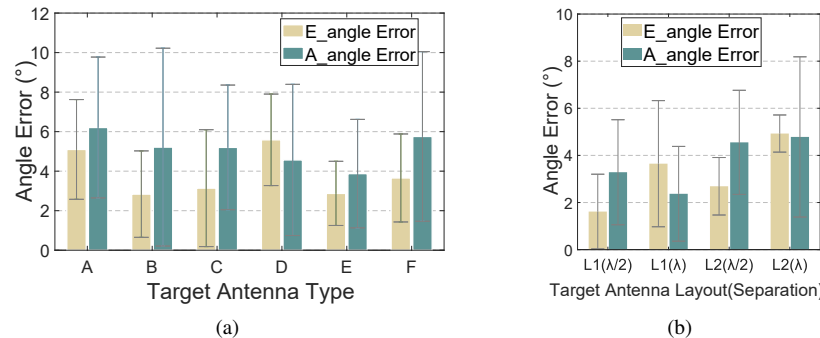 12
10
8
6
4
2
0
Angle Error (°)
E_angle Error
A_angle Error
A B C D E F
Target Antenna Type
(a)
10
8
6
4
2
0
Angle Error (°)
E_angle Error
A_angle Error
L1(λ/2) L1(λ) L2(λ/2) L2(λ)
Target Antenna Layout(Separation)
(b)